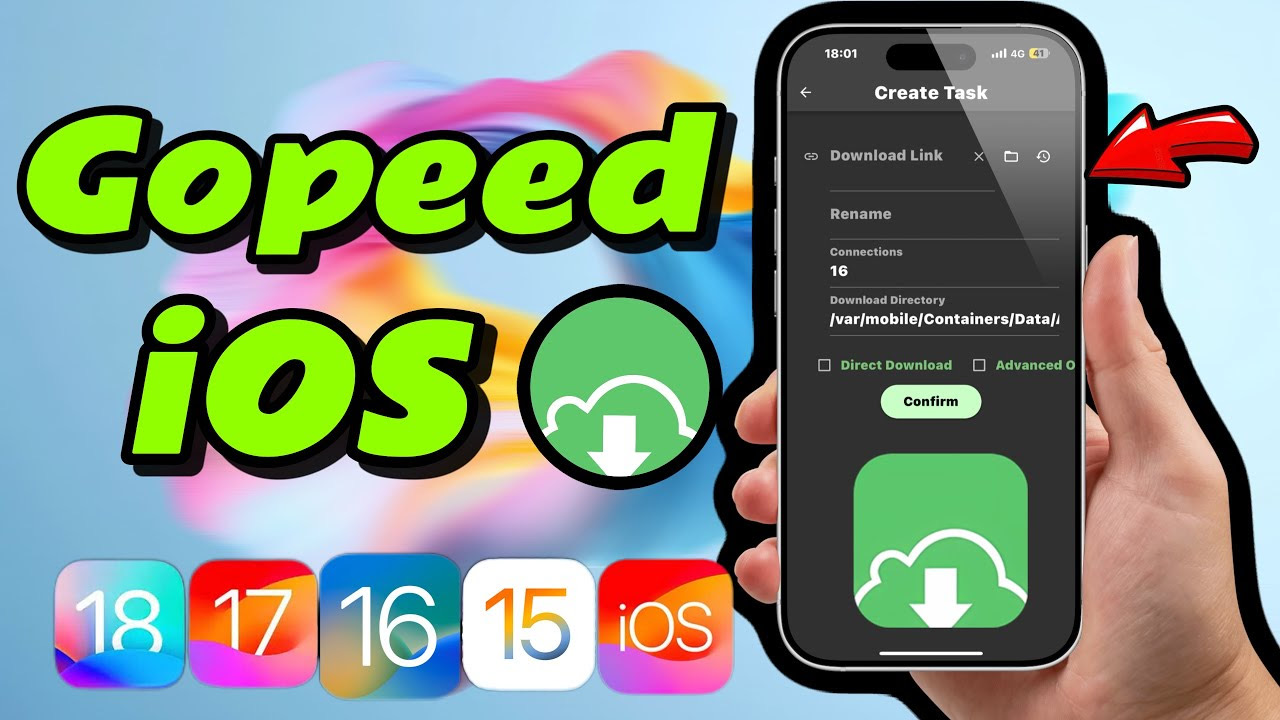 Gopeed
iOS
18 17 16 15 iOS
18:01 4G 41
Create Task
Download Link
Rename
Connections
16
Download Directory
/var/mobile/Containers/Data/A
Direct Download Advanced O
Confirm